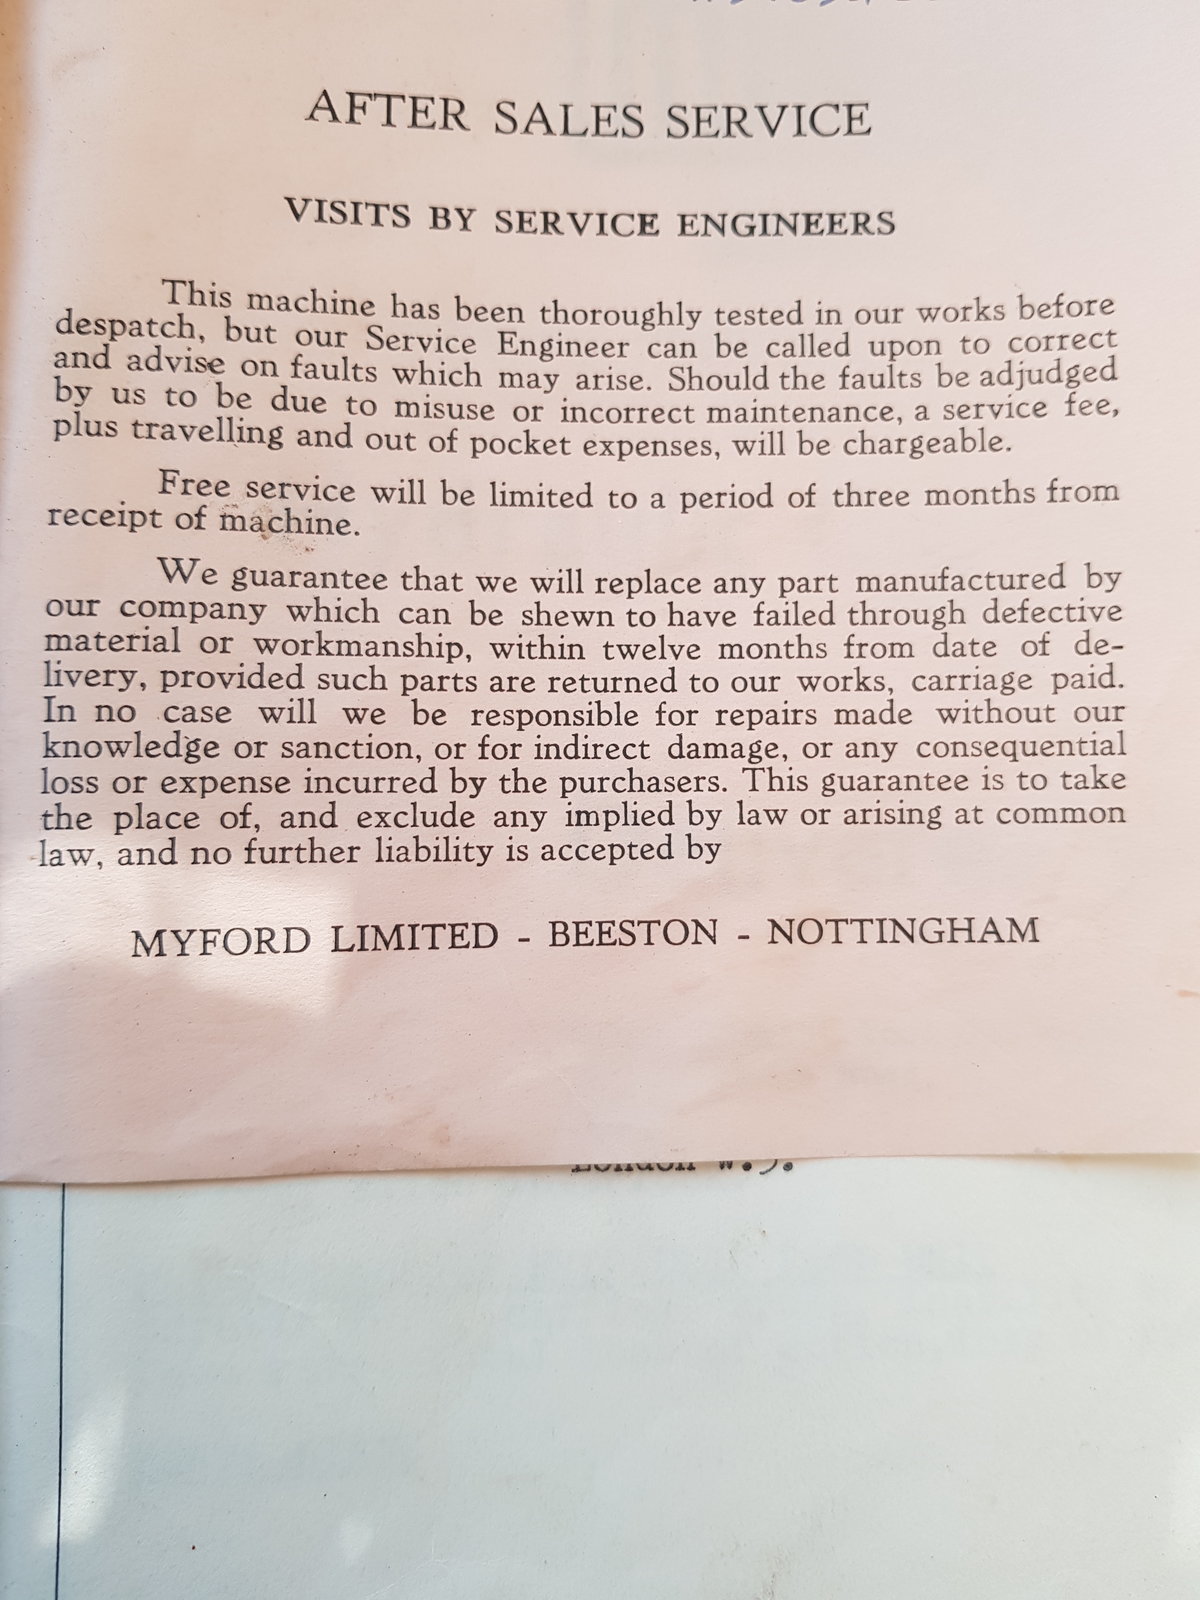 AFTER SALES SERVICE
VISITS BY SERVICE ENGINEERS
This machine has been thoroughly tested in our works before
despatch, but our Service Engineer can be called upon to correct
and advise on faults which may arise. Should the faults be adjudged
by us to be due to misuse or incorrect maintenance, a service fee,
plus travelling and out of pocket expenses, will be chargeable.
Free service will be limited to a period of three months from
receipt of machine.
We guarantee that we will replace any part manufactured by
our company which can be shewn to have failed through defective
material or workmanship, within twelve months from date of de-
livery, provided such parts are returned to our works, carriage paid.
In no case will we be responsible for repairs made without our
knowledge or sanction, or for indirect damage, or any consequential
loss or expense incurred by the purchasers. This guarantee is to take
the place of, and exclude any implied by law or arising at common
law, and no further liability is accepted by
MYFORD LIMITED - BEESTON - NOTTINGHAM
London